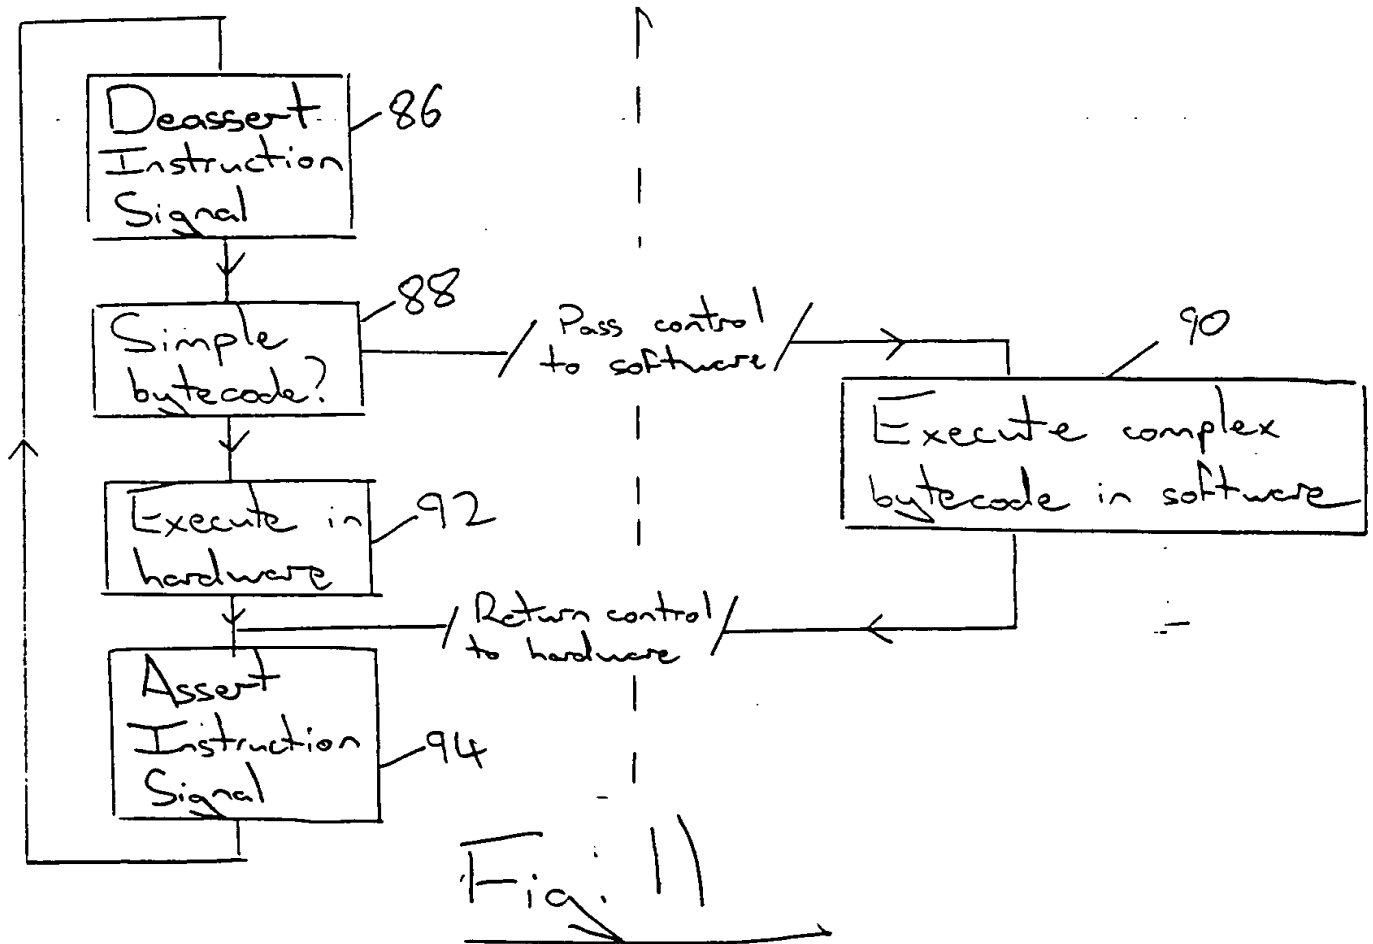 Deassert
Instruction
Signal
86
Simple
bytecode?
88
Pass control
to software
90
Execute complex
bytecode in software
Execute in
hardware
92
Return control
to hardware
Assert
Instruction
Signal
94
Fig. 11